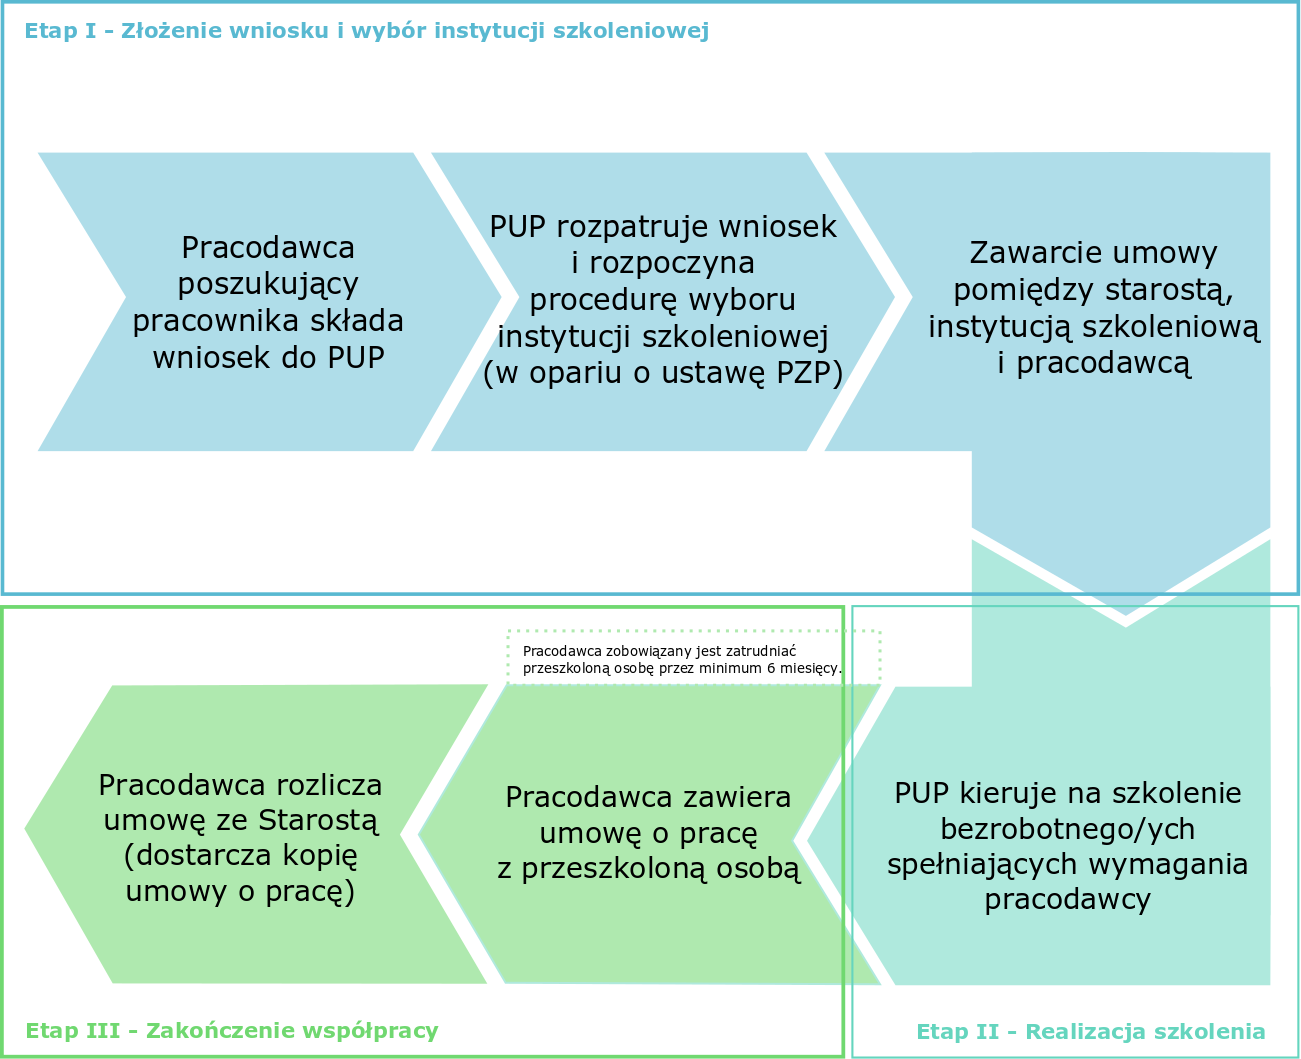 Etap I – Złożenie wniosku i wybór instytucji szkoleniowej
Pracodawca
poszukujący
pracownika składa
wniosek do PUP
PUP rozpatruje wniosek
i rozpoczyna
procedurę wyboru
instytucji szkoleniowej
(w opariu o ustawę PZP)
Zawarcie umowy
pomiędzy starostą,
instytucją szkoleniową
i pracodawcą
PUP kieruje na szkolenie
bezrobotnego/ych
spełniających wymagania
pracodawcy
Etap II – Realizacja szkolenia
Pracodawca zobowiązany jest zatrudniać
przeszkoloną osobę przez minimum 6 miesięcy.
Pracodawca zawiera
umowę o pracę
z przeszkoloną osobą
Pracodawca rozlicza
umowę ze Starostą
(dostarcza kopię
umowy o pracę)
Etap III – Zakończenie współpracy